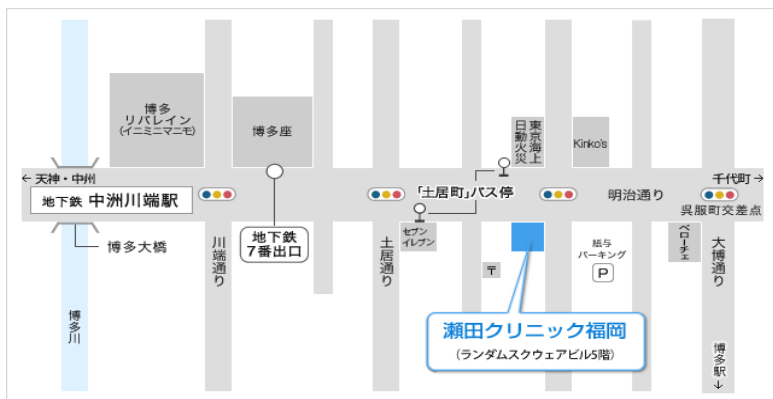 博多
リバレイン
(イニミニマニモ)
博多座
東京海上
日動火災
Kinko's
← 天神・中州
千代町 →
地下鉄 中洲川端駅
「土居町」バス停
明治通り
呉服町交差点
博多大橋
川端通り
地下鉄
7番出口
土居通り
セブン
イレブン
〒
紙与
パーキング
P
ベローチェ
大博通り
瀬田クリニック福岡
(ランダムスクウェアビル5階)
博多川
博多駅
↓